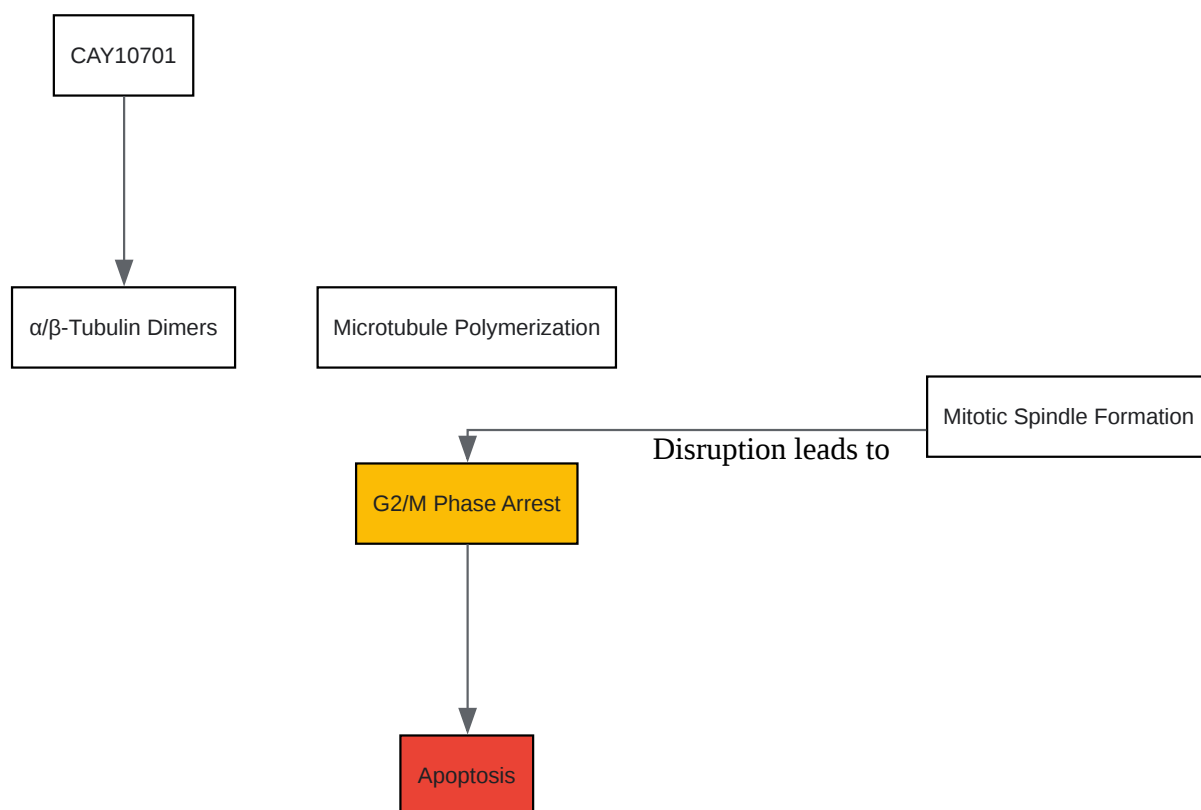 CAY10701
α/β-Tubulin Dimers
Microtubule Polymerization
Mitotic Spindle Formation
Disruption leads to
G2/M Phase Arrest
Apoptosis